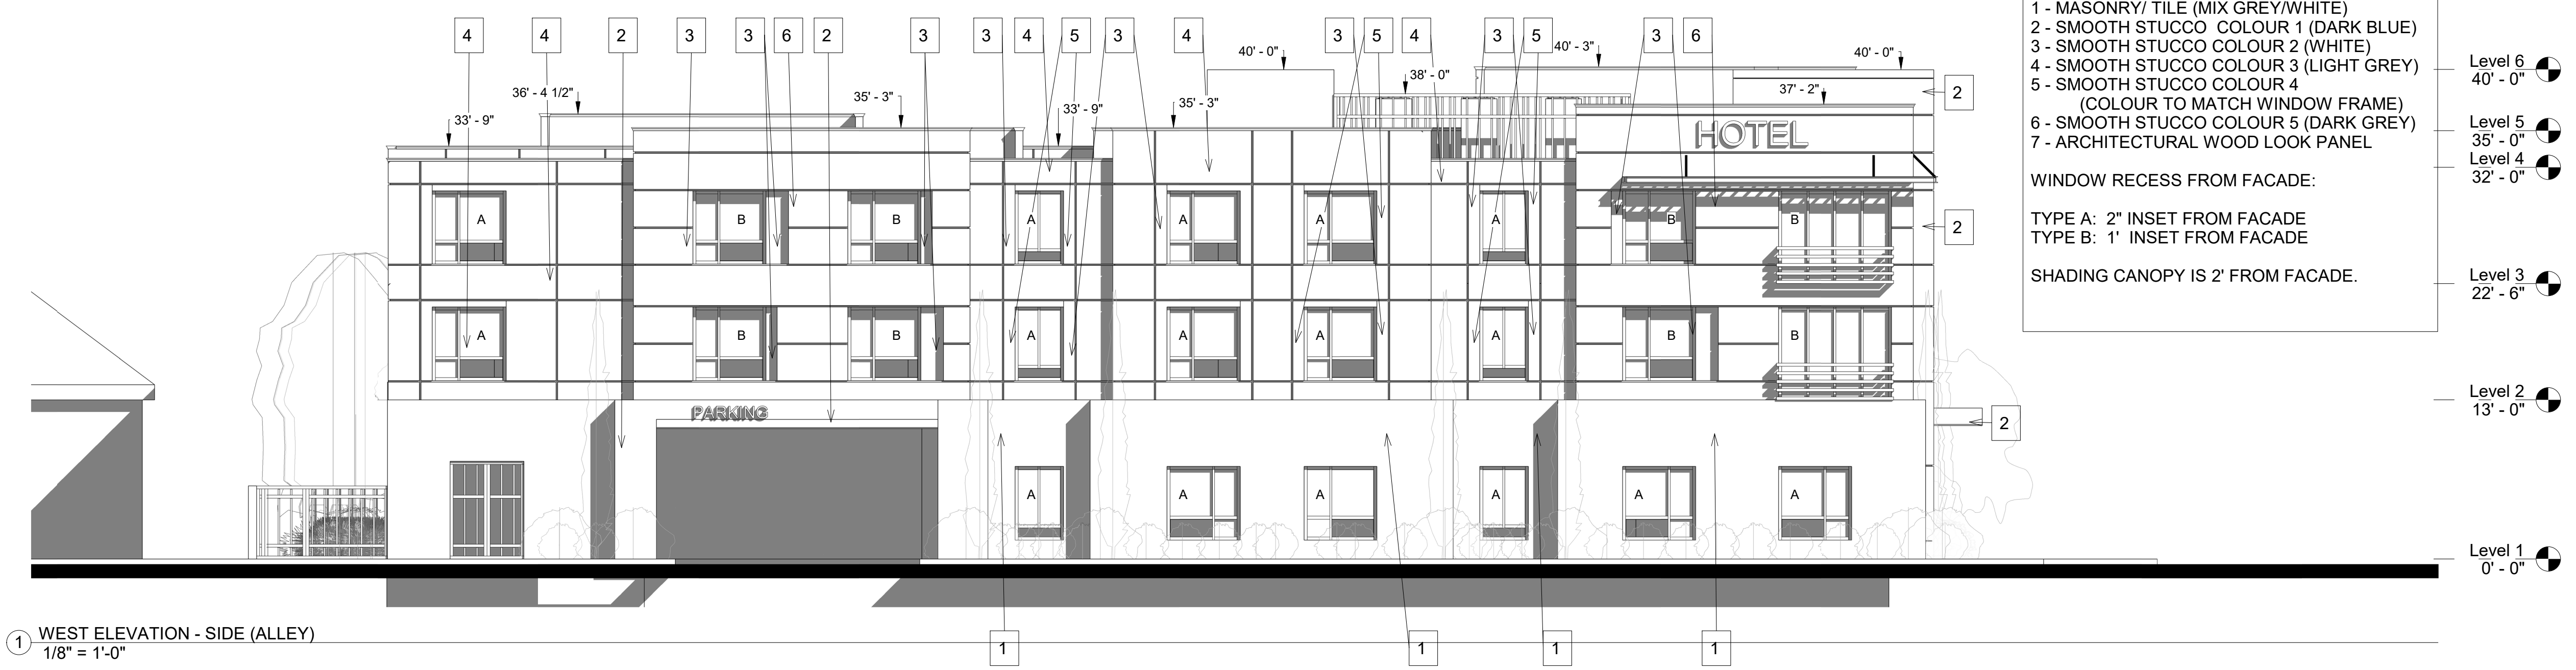 4 4 2 3 3 6 2 3 3 4 5 3 4 3 5 4 3 5 3 6
1 - MASONRY/ TILE (MIX GREY/WHITE)
2 - SMOOTH STUCCO COLOUR 1 (DARK BLUE)
3 - SMOOTH STUCCO COLOUR 2 (WHITE)
4 - SMOOTH STUCCO COLOUR 3 (LIGHT GREY)
5 - SMOOTH STUCCO COLOUR 4
(COLOUR TO MATCH WINDOW FRAME)
6 - SMOOTH STUCCO COLOUR 5 (DARK GREY)
7 - ARCHITECTURAL WOOD LOOK PANEL
WINDOW RECESS FROM FACADE:
TYPE A: 2" INSET FROM FACADE
TYPE B: 1' INSET FROM FACADE
SHADING CANOPY IS 2' FROM FACADE.
Level 6
40' - 0"
Level 5
35' - 0"
Level 4
32' - 0"
Level 3
22' - 6"
Level 2
13' - 0"
Level 1
0' - 0"
40' - 0" 40' - 3" 40' - 0"
38' - 0"
36' - 4 1/2" 35' - 3" 37' - 2"
33' - 9" 33' - 9" 35' - 3"
2
HOTEL
A B B A A A A B B
2
A B B A A A A B B
PARKING
2
A A A A A A
1 1 1 1
1
WEST ELEVATION - SIDE (ALLEY)
1/8" = 1'-0"